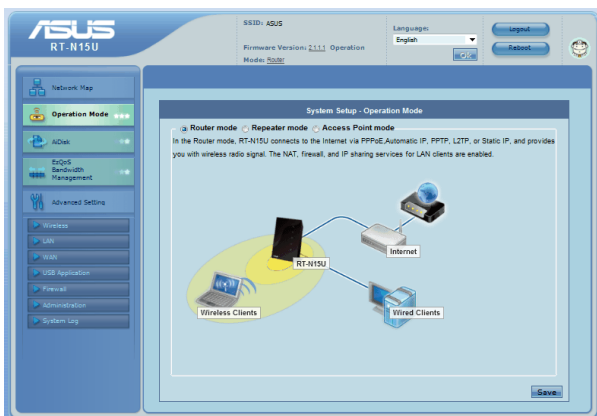 ASUS
RT-N15U
SSID: ASUS
Firmware Version: 2.1.1.1 Operation
Mode: Router
Language:
English
Logout
Reboot
Network Map
Operation Mode
AiDisk
EzQoS
Bandwidth
Management
Advanced Setting
Wireless
LAN
WAN
USB Application
Firewall
Administration
System Log
System Setup - Operation Mode
Router mode Repeater mode Access Point mode
In the Router mode, RT-N15U connects to the Internet via PPPoE,Automatic IP, PPTP, L2TP, or Static IP, and provides
you with wireless radio signal. The NAT, firewall, and IP sharing services for LAN clients are enabled.
Internet
RT-N15U
Wireless Clients
Wired Clients
Save